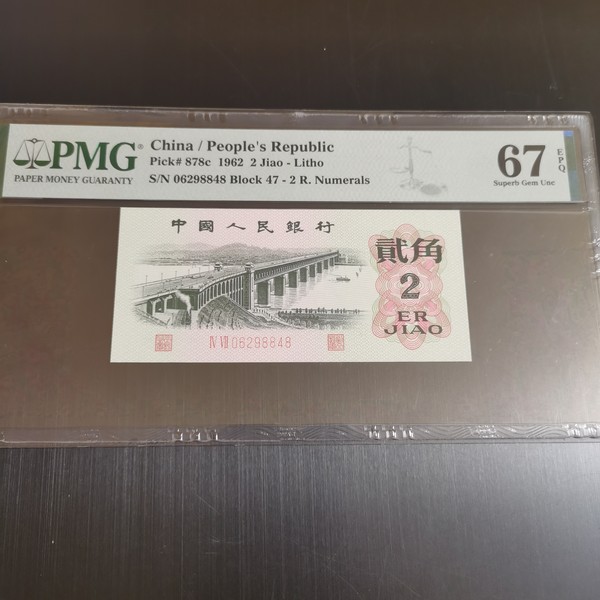 PMG
PAPER MONEY GUARANTY
China / People's Republic
Pick# 878c 1962 2 Jiao - Litho
S/N 06298848 Block 47 - 2 R. Numerals
67
EPQ
Superb Gem Unc
中國人民銀行
貳角
2
ER
JIAO
IV VII 06298848